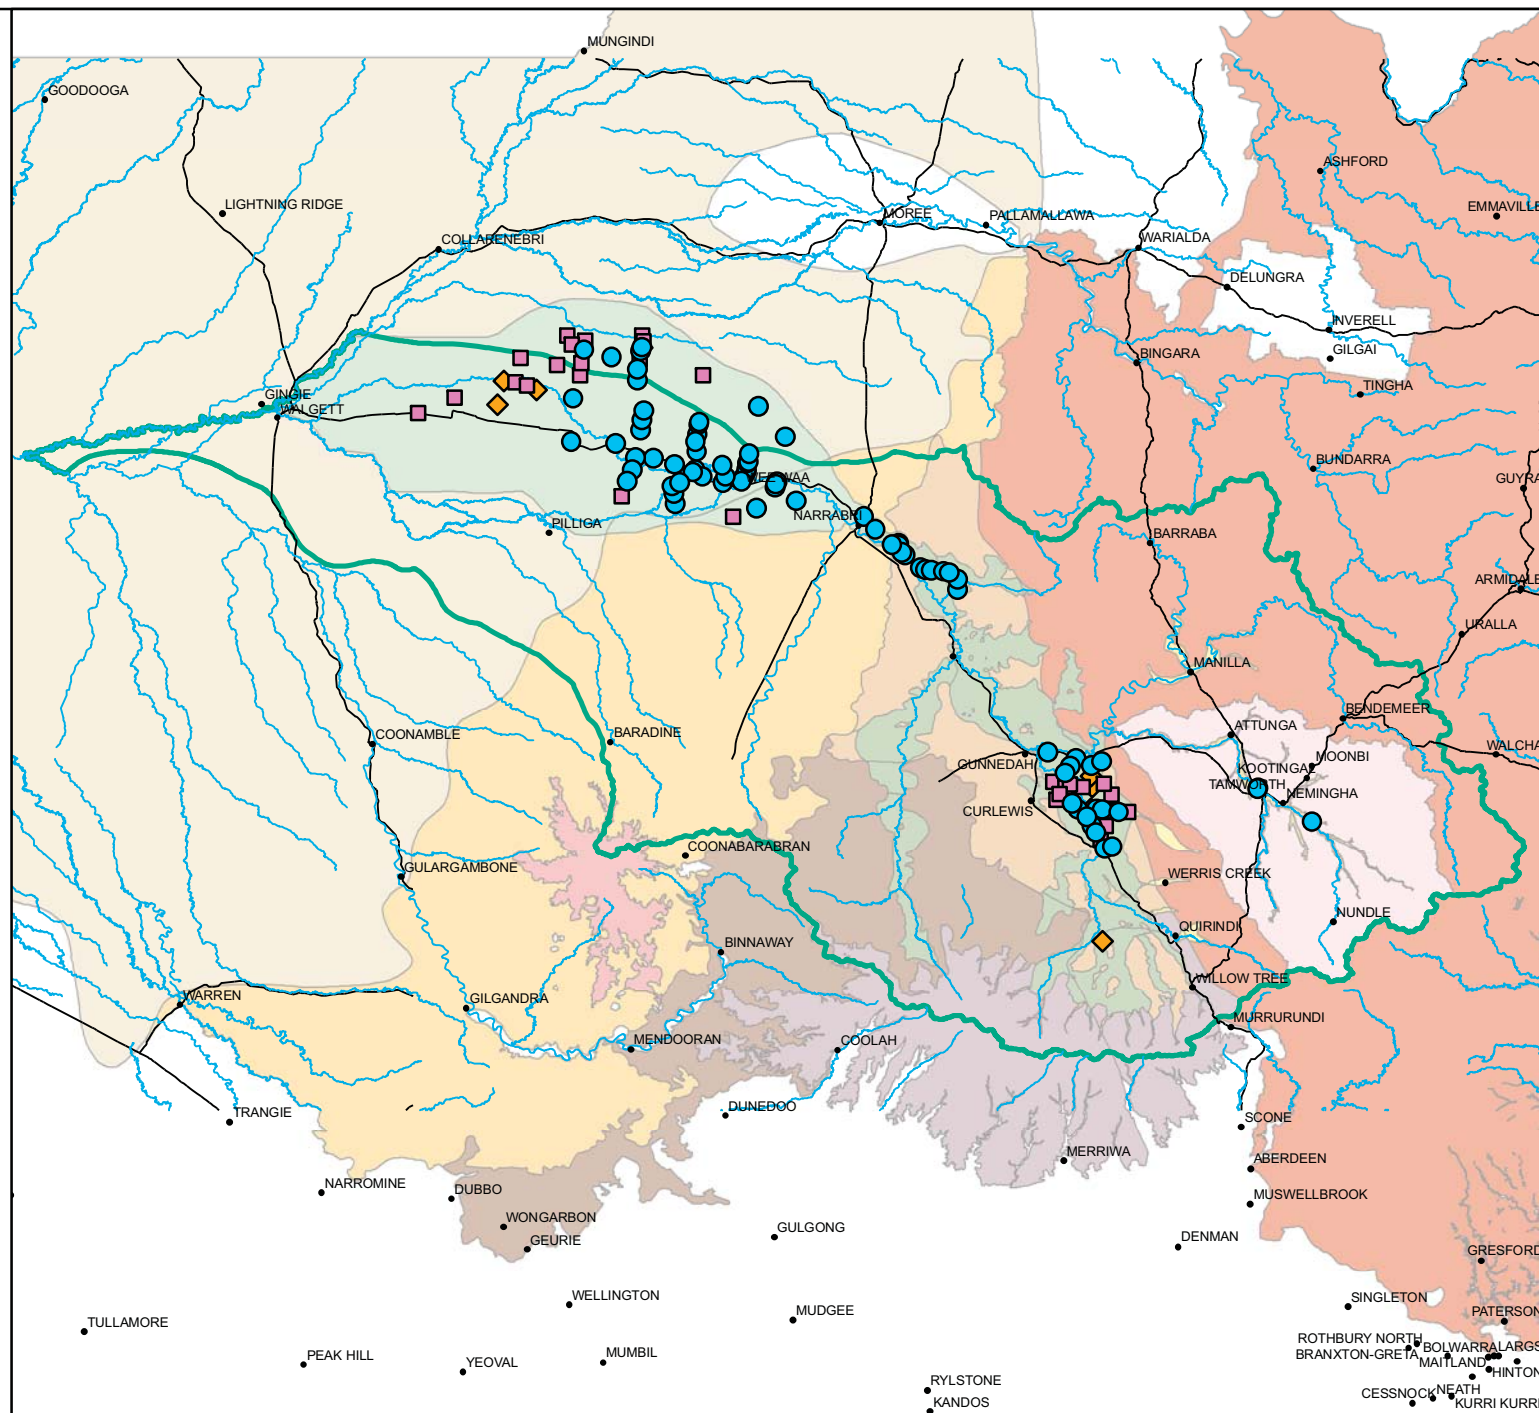 MUNGINDI
GOODOOGA
ASHFORD
LIGHTNING RIDGE
EMMAVILLE
MOREE
PALLAMALLAWA
COLLARENEBRI
WARIALDA
DELUNGRA
INVERELL
BINGARA
GILGAI
TINGHA
GINGIE
WALGETT
BUNDARRA
GUYRA
NARRABRI
PILLIGA
BARRABA
ARMIDALE
URALLA
MANILLA
BENDEMEER
ATTUNGA
BARADINE
COONAMBLE
WALCHA
GUNNEDAH
MOONBI
KOOTINGAL
TAMWORTH
NEMINGHA
CURLEWIS
COONABARABRAN
GULARGAMBONE
WERRIS CREEK
NUNDLE
QUIRINDI
BINNAWAY
WILLOW TREE
WARREN
GILGANDRA
MURRURUNDI
MENDOORAN
COOLAH
TRANGIE
DUNEDOO
SCONE
MERRIWA
ABERDEEN
NARROMINE
DUBBO
MUSWELLBROOK
WONGARBON
GULGONG
GEURIE
DENMAN
GRESFORD
WELLINGTON
SINGLETON
MUDGEE
PATERSON
TULLAMORE
ROTHBURY NORTH
BOLWARRA
LARGS
BRANXTON-GRETA
PEAK HILL
YEOVAL
MUMBIL
MAITLAND
HINTON
RYLSTONE
CESSNOCK
NEATH
KANDOS
KURRI KURRI